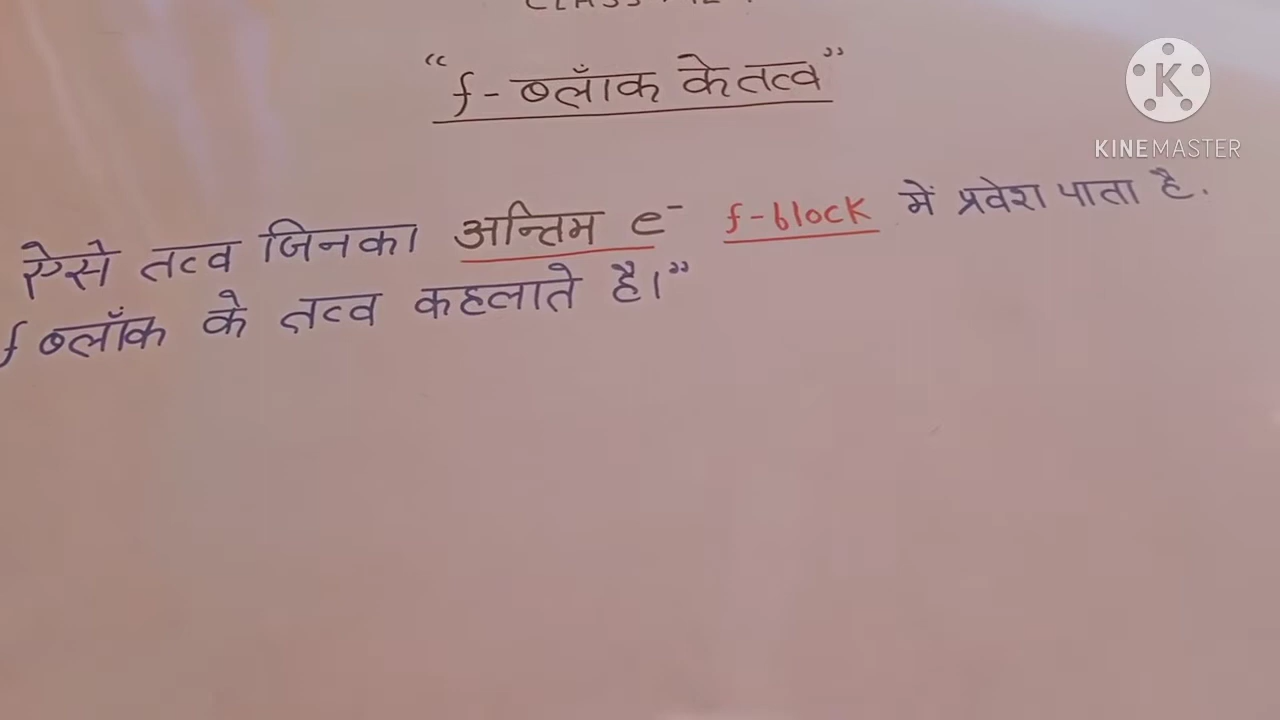 “f-ब्लॉक के तत्व”
K
KINEMASTER
ऐसे तत्व जिनका अन्तिम e⁻ f-block में प्रवेश पाता है.
f ब्लॉक के तत्व कहलाते है।”